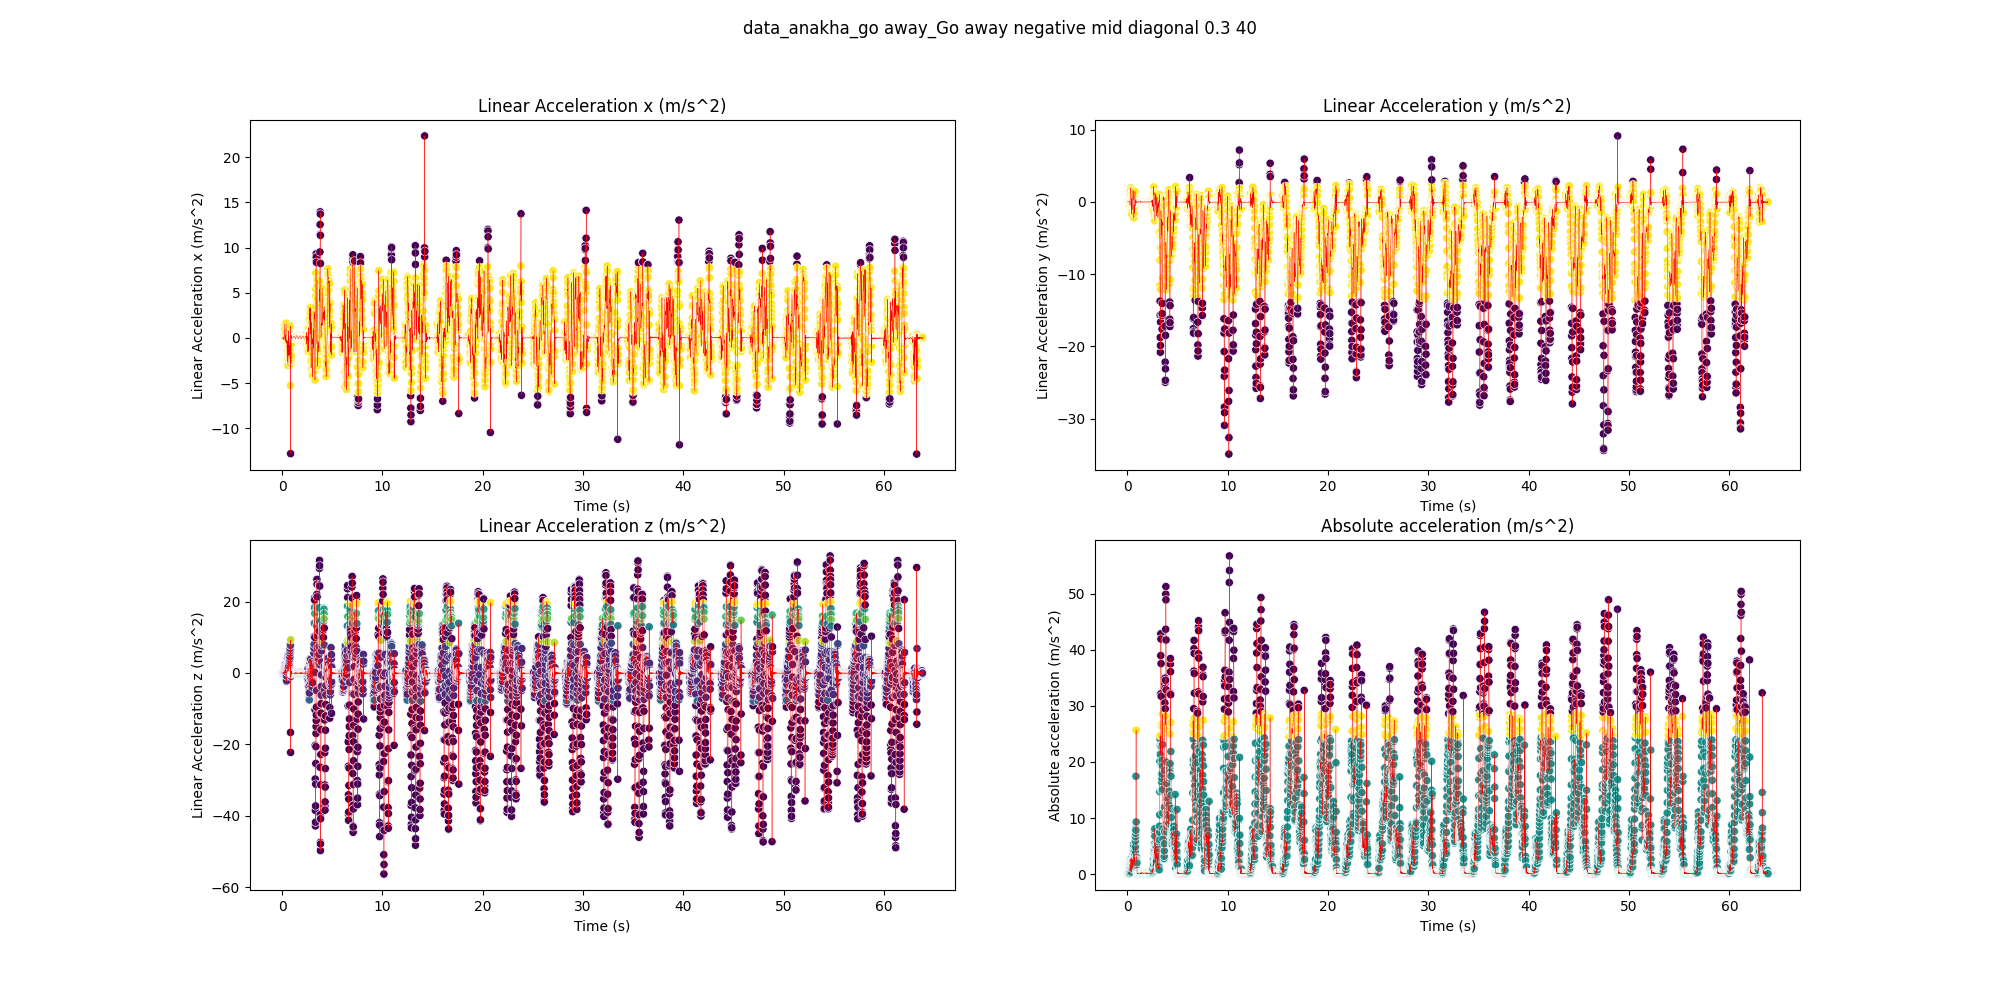 data_anakha_go away_Go away negative mid diagonal 0.3 40
Linear Acceleration x (m/s^2)
Linear Acceleration x (m/s^2)
20
15
10
5
0
−5
−10
0 10 20 30 40 50 60
Time (s)
Linear Acceleration y (m/s^2)
Linear Acceleration y (m/s^2)
10
0
−10
−20
−30
0 10 20 30 40 50 60
Time (s)
Linear Acceleration z (m/s^2)
Linear Acceleration z (m/s^2)
20
0
−20
−40
−60
0 10 20 30 40 50 60
Time (s)
Absolute acceleration (m/s^2)
Absolute acceleration (m/s^2)
50
40
30
20
10
0
0 10 20 30 40 50 60
Time (s)